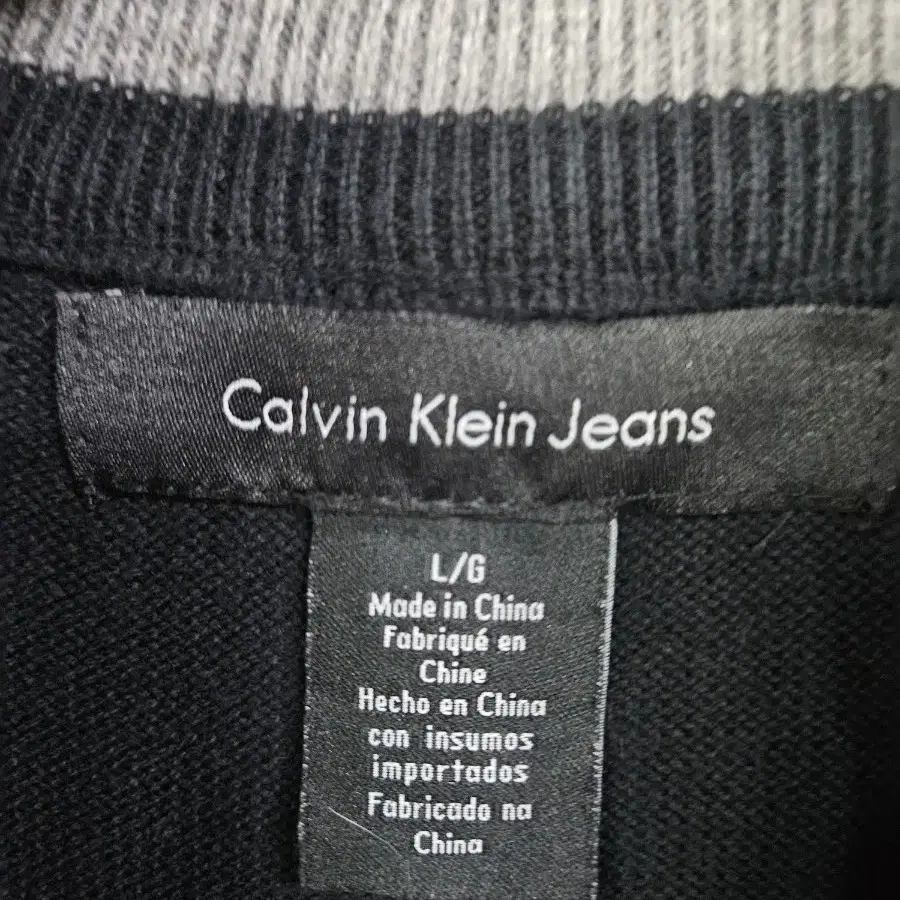 Calvin Klein Jeans
L/G
Made in China
Fabriqué en
Chine
Hecho en China
con insumos
importados
Fabricado na
China